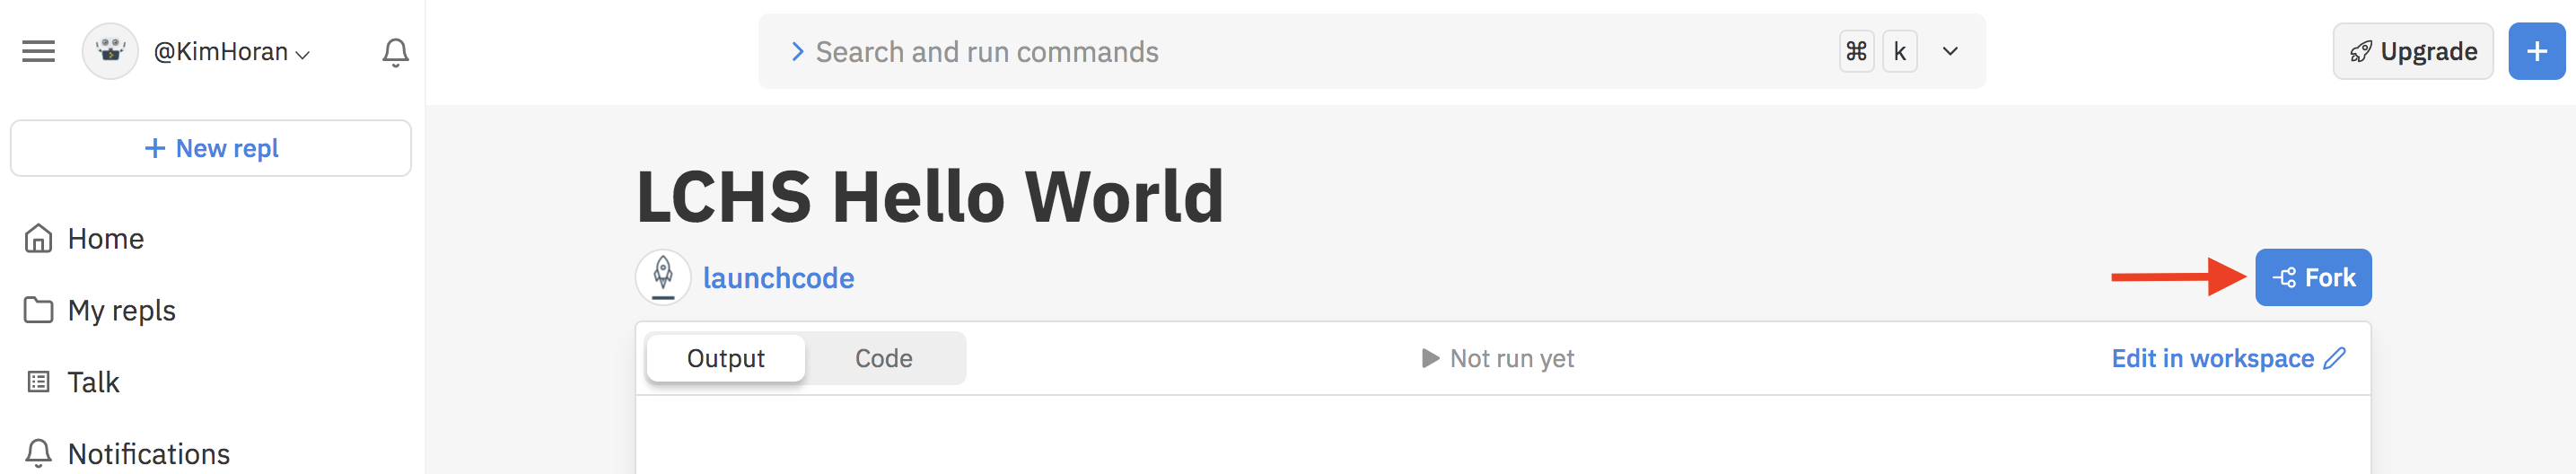 @KimHoran
Search and run commands
⌘ k
Upgrade
+
+ New repl
Home
My repls
Talk
Notifications
LCHS Hello World
launchcode
Fork
Output
Code
Not run yet
Edit in workspace